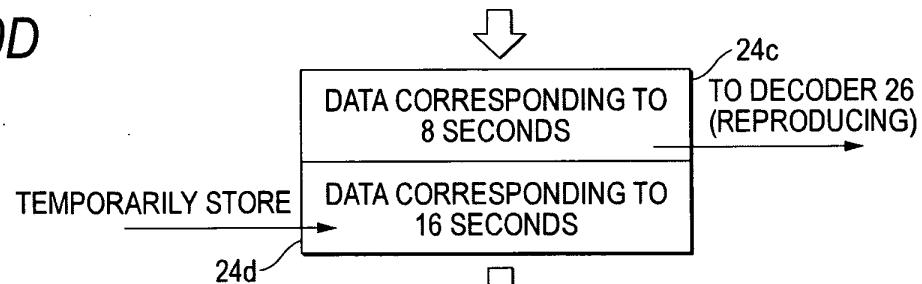 24c
DATA CORRESPONDING TO
8 SECONDS
TO DECODER 26
(REPRODUCING)
TEMPORARILY STORE
DATA CORRESPONDING TO
16 SECONDS
24d